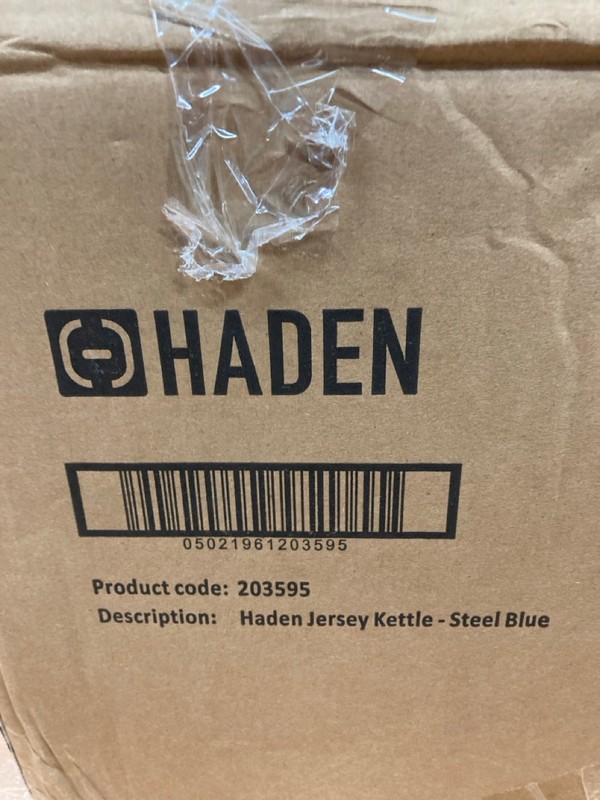 HADEN
05021961203595
Product code: 203595
Description: Haden Jersey Kettle - Steel Blue